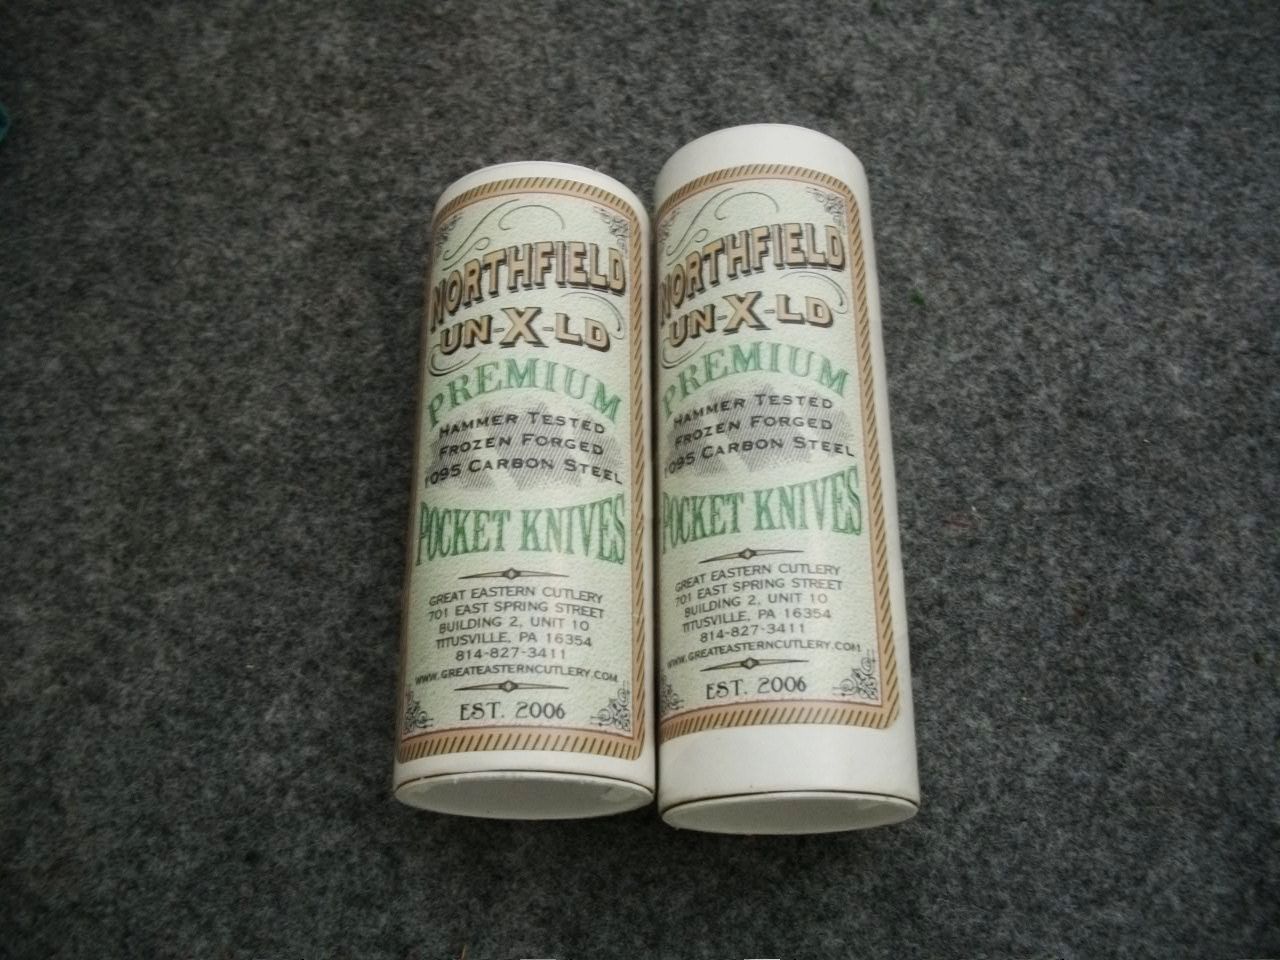 NORTHFIELD
UN-X-LD
PREMIUM
HAMMER TESTED
FROZEN FORGED
1095 CARBON STEEL
POCKET KNIVES
GREAT EASTERN CUTLERY
701 EAST SPRING STREET
BUILDING 2, UNIT 10
TITUSVILLE, PA 16354
814-827-3411
WWW.GREATEASTERNCUTLERY.COM
EST. 2006
NORTHFIELD
UN-X-LD
PREMIUM
HAMMER TESTED
FROZEN FORGED
1095 CARBON STEEL
POCKET KNIVES
GREAT EASTERN CUTLERY
701 EAST SPRING STREET
BUILDING 2, UNIT 10
TITUSVILLE, PA 16354
814-827-3411
WWW.GREATEASTERNCUTLERY.COM
EST. 2006